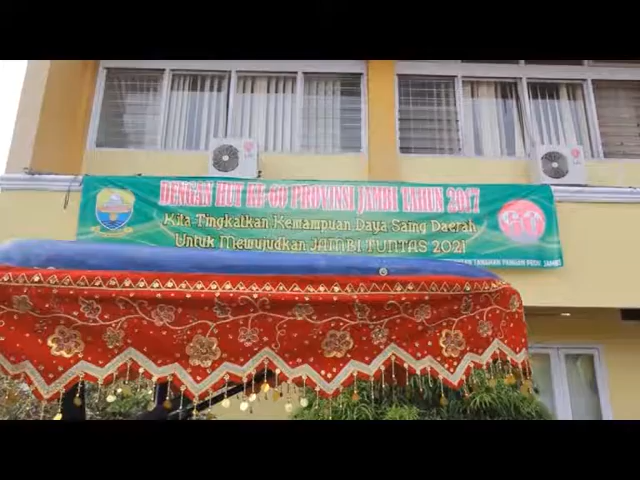 DENGAN HUT KE-60 PROVINSI JAMBI TAHUN 2017
Kita Tingkatkan Kemampuan Daya Saing Daerah
Untuk Mewujudkan JAMBI TUNTAS 2021
60